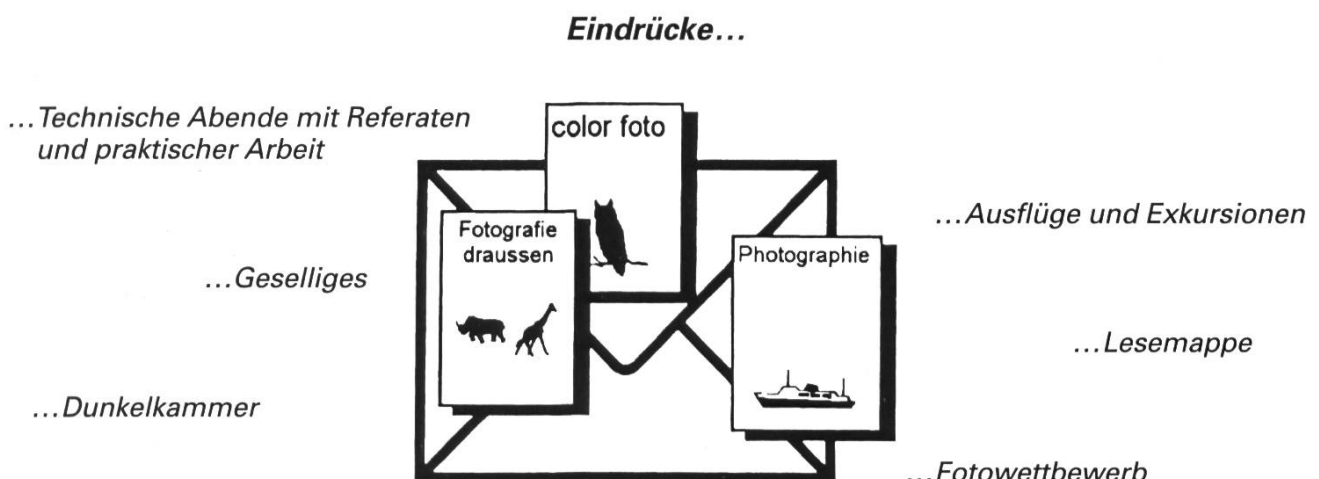 Eindrücke...
...Technische Abende mit Referaten
und praktischer Arbeit
color foto
...Ausflüge und Exkursionen
Fotografie
draussen
Photographie
...Geselliges
...Lesemappe
...Dunkelkammer
...Fotowettbewerb